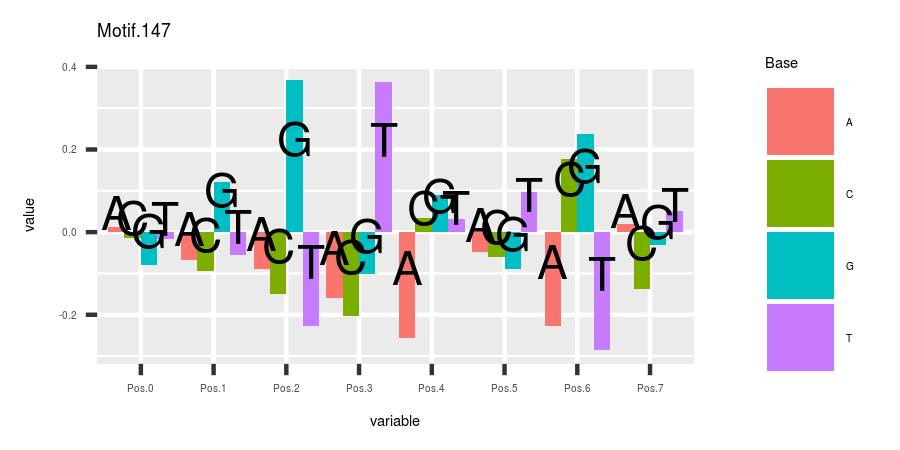 Motif.147
Base
0.4
A
0.2
C
value
A C G T A C G T A C G T A C G T A C G T A C G T A C G T A C G T
0.0
G
-0.2
T
Pos.0 Pos.1 Pos.2 Pos.3 Pos.4 Pos.5 Pos.6 Pos.7
variable